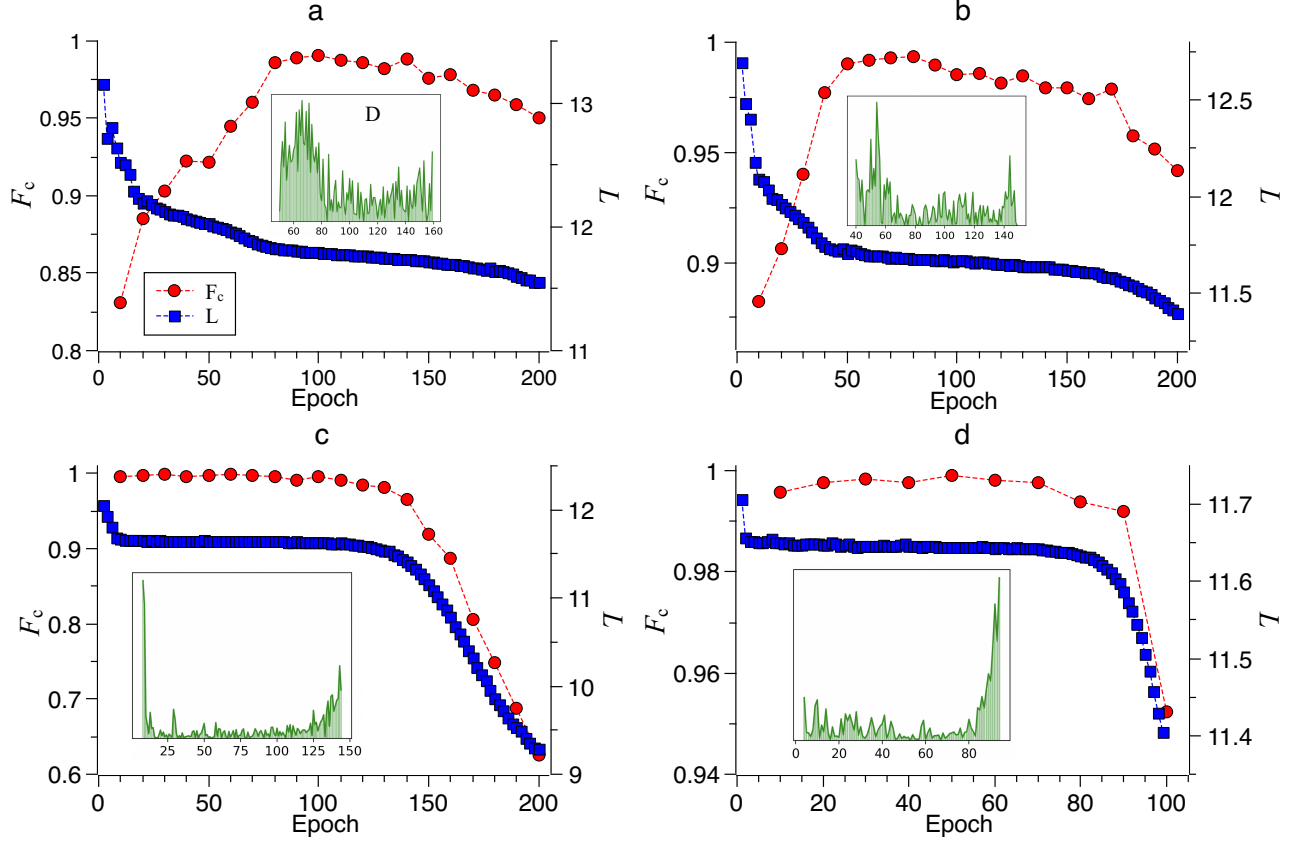 a
1
0.95
0.9
0.85
0.8
F_c
13
12
11
L
D
60 80 100 120 140 160
F_c
L
0 50 100 150 200
Epoch
b
1
0.95
0.9
F_c
12.5
12
11.5
L
40 60 80 100 120 140
0 50 100 150 200
Epoch
c
1
0.9
0.8
0.7
0.6
F_c
12
11
10
9
L
25 50 75 100 125 150
0 50 100 150 200
Epoch
d
1
0.98
0.96
0.94
F_c
11.7
11.6
11.5
11.4
L
0 20 40 60 80
0 20 40 60 80 100
Epoch